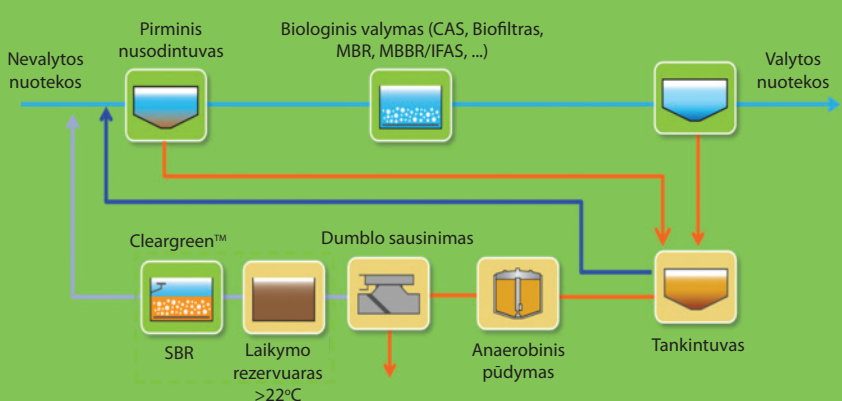 Nevalytos
nuotekos
Pirminis
nusodintuvas
Biologinis valymas (CAS, Biofiltras,
MBR, MBBR/IFAS, ...)
Valytos
nuotekos
Cleargreen™
Dumblo sausinimas
SBR
Laikymo
rezervuaras
>22ºC
Anaerobinis
pūdymas
Tankintuvas